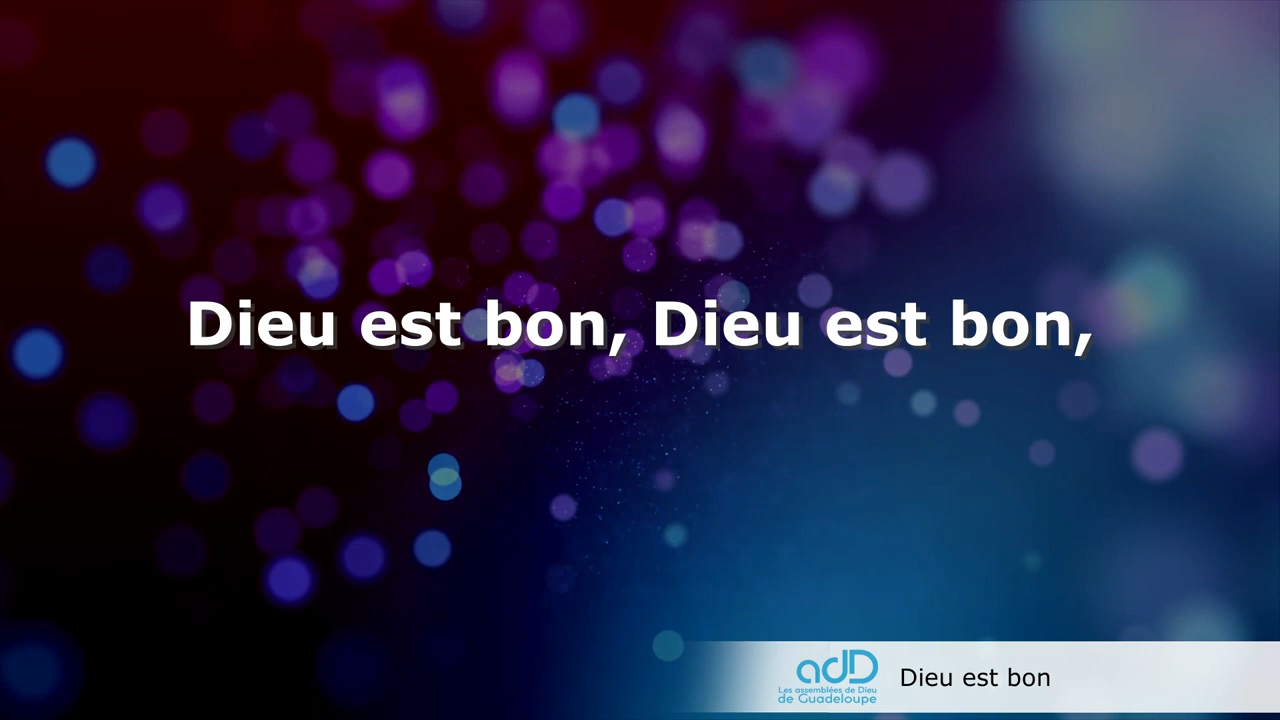 Dieu est bon, Dieu est bon,
adD
Les assemblées de Dieu
de Guadeloupe
Dieu est bon